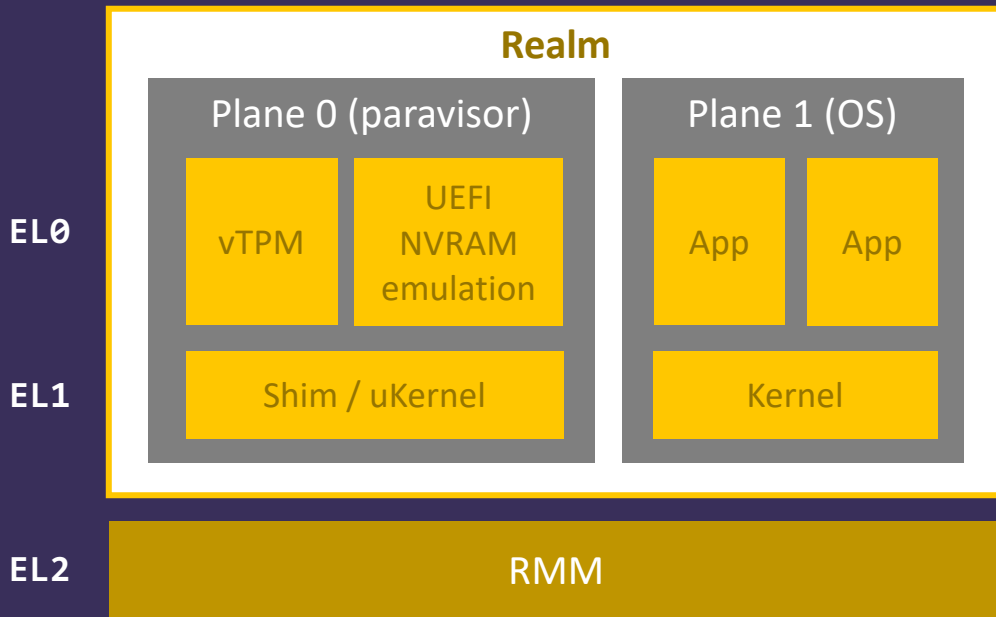 Realm
Plane 0 (paravisor)
Plane 1 (OS)
EL0
vTPM
UEFI
NVRAM
emulation
App
App
EL1
Shim / uKernel
Kernel
EL2
RMM